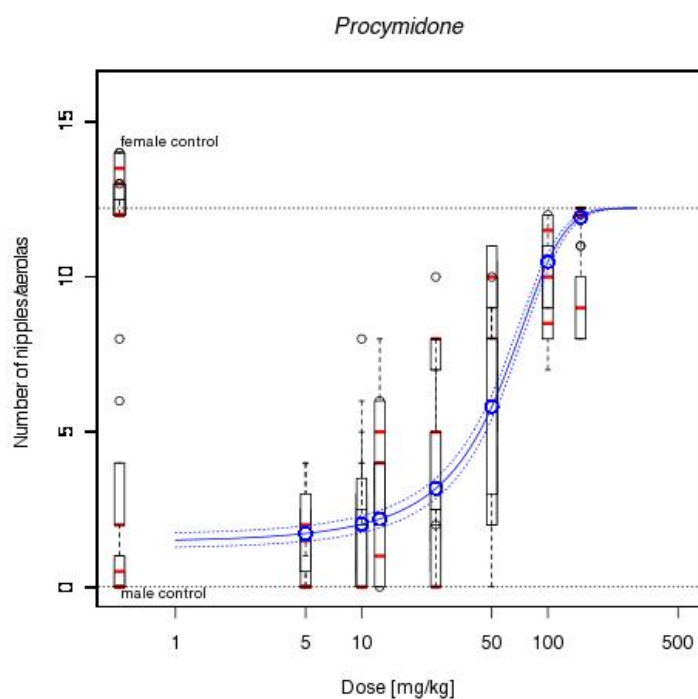 Procymidone
Number of nipples/aerolas
15
10
5
0
female control
male control
1
5
10
50
100
500
Dose [mg/kg]